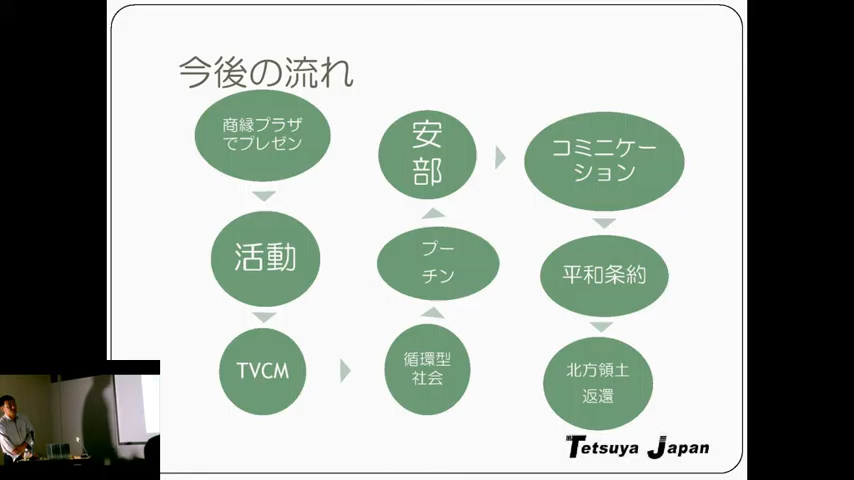 今後の流れ
商縁プラザ
でプレゼン
活動
TVCM
循環型
社会
プー
チン
安
部
コミニケー
ション
平和条約
北方領土
返還
Tetsuya Japan